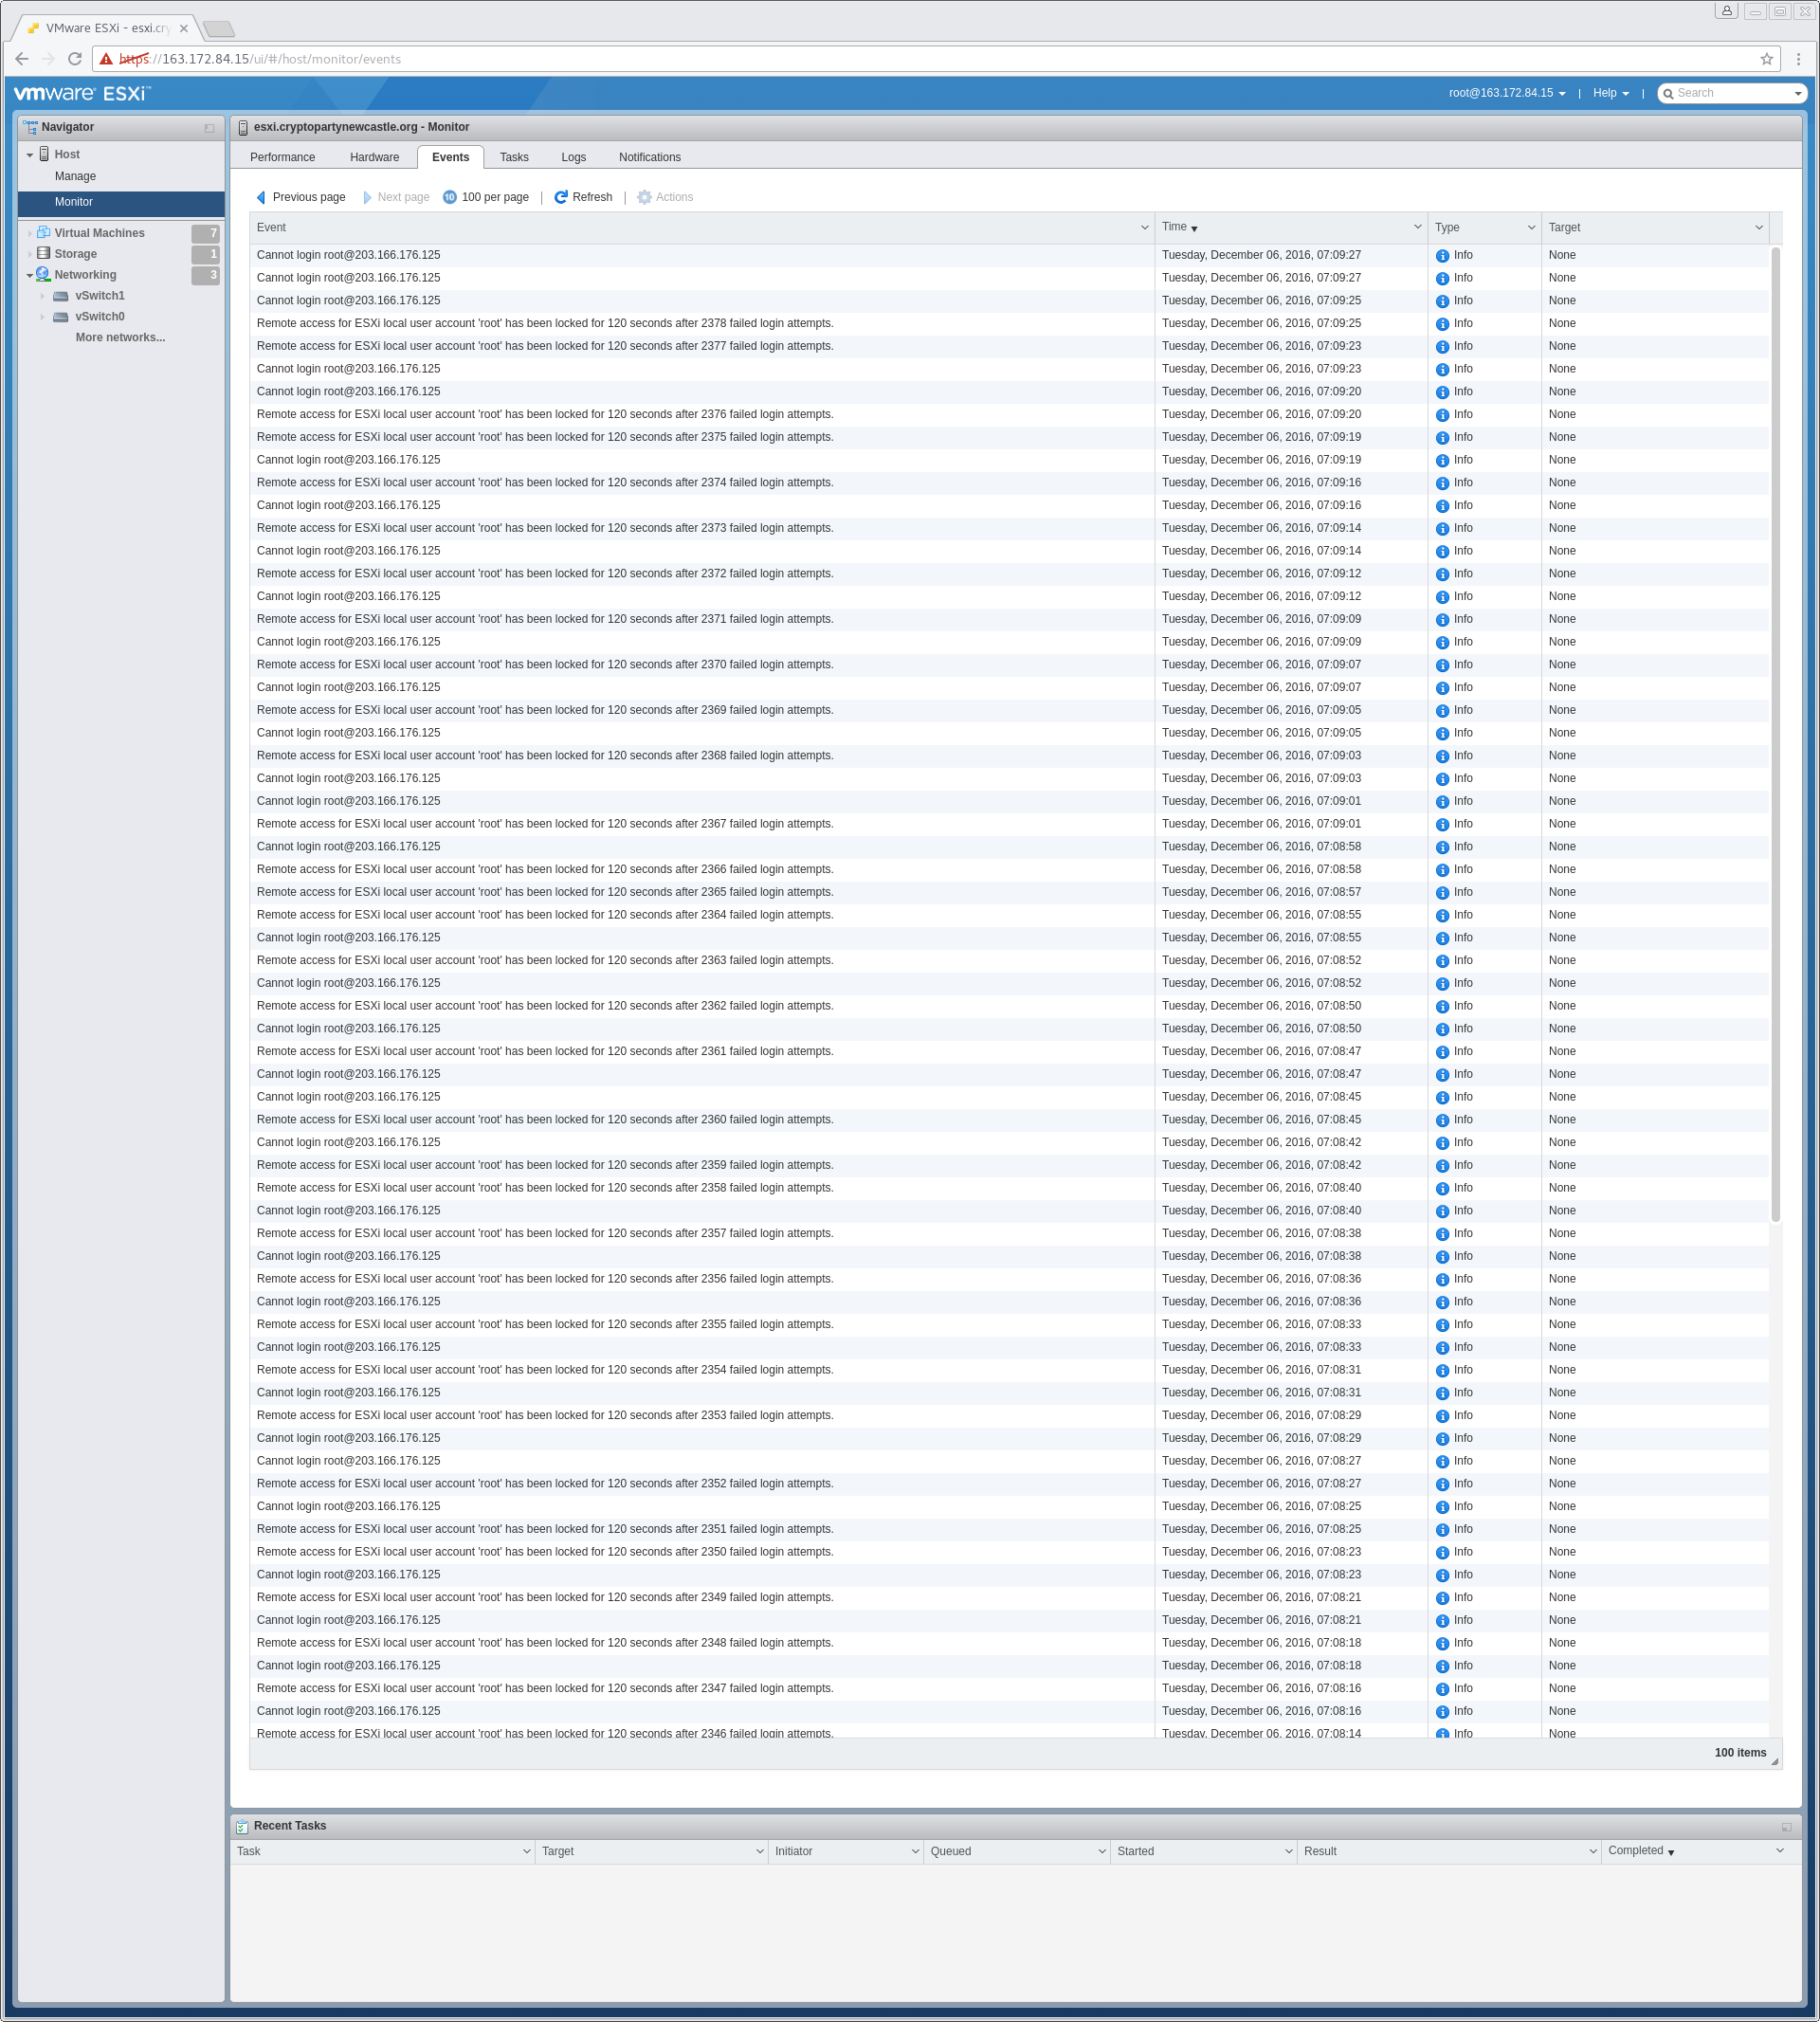 VMware ESXi - esxi.cry
https://163.172.84.15/ui/#/host/monitor/events
vmware ESXi™
root@163.172.84.15 | Help | Search
Navigator
Host
Manage
Monitor
Virtual Machines 7
Storage 1
Networking 3
vSwitch1
vSwitch0
More networks...
esxi.cryptopartynewcastle.org - Monitor
Performance Hardware Events Tasks Logs Notifications
Previous page Next page 10 100 per page | Refresh | Actions
Event Time Type Target
Cannot login root@203.166.176.125 Tuesday, December 06, 2016, 07:09:27 Info None
Cannot login root@203.166.176.125 Tuesday, December 06, 2016, 07:09:27 Info None
Cannot login root@203.166.176.125 Tuesday, December 06, 2016, 07:09:25 Info None
Remote access for ESXi local user account 'root' has been locked for 120 seconds after 2378 failed login attempts. Tuesday, December 06, 2016, 07:09:25 Info None
Remote access for ESXi local user account 'root' has been locked for 120 seconds after 2377 failed login attempts. Tuesday, December 06, 2016, 07:09:23 Info None
Cannot login root@203.166.176.125 Tuesday, December 06, 2016, 07:09:23 Info None
Cannot login root@203.166.176.125 Tuesday, December 06, 2016, 07:09:20 Info None
Remote access for ESXi local user account 'root' has been locked for 120 seconds after 2376 failed login attempts. Tuesday, December 06, 2016, 07:09:20 Info None
Remote access for ESXi local user account 'root' has been locked for 120 seconds after 2375 failed login attempts. Tuesday, December 06, 2016, 07:09:19 Info None
Cannot login root@203.166.176.125 Tuesday, December 06, 2016, 07:09:19 Info None
Remote access for ESXi local user account 'root' has been locked for 120 seconds after 2374 failed login attempts. Tuesday, December 06, 2016, 07:09:16 Info None
Cannot login root@203.166.176.125 Tuesday, December 06, 2016, 07:09:16 Info None
Remote access for ESXi local user account 'root' has been locked for 120 seconds after 2373 failed login attempts. Tuesday, December 06, 2016, 07:09:14 Info None
Cannot login root@203.166.176.125 Tuesday, December 06, 2016, 07:09:14 Info None
Remote access for ESXi local user account 'root' has been locked for 120 seconds after 2372 failed login attempts. Tuesday, December 06, 2016, 07:09:12 Info None
Cannot login root@203.166.176.125 Tuesday, December 06, 2016, 07:09:12 Info None
Remote access for ESXi local user account 'root' has been locked for 120 seconds after 2371 failed login attempts. Tuesday, December 06, 2016, 07:09:09 Info None
Cannot login root@203.166.176.125 Tuesday, December 06, 2016, 07:09:09 Info None
Remote access for ESXi local user account 'root' has been locked for 120 seconds after 2370 failed login attempts. Tuesday, December 06, 2016, 07:09:07 Info None
Cannot login root@203.166.176.125 Tuesday, December 06, 2016, 07:09:07 Info None
Remote access for ESXi local user account 'root' has been locked for 120 seconds after 2369 failed login attempts. Tuesday, December 06, 2016, 07:09:05 Info None
Cannot login root@203.166.176.125 Tuesday, December 06, 2016, 07:09:05 Info None
Remote access for ESXi local user account 'root' has been locked for 120 seconds after 2368 failed login attempts. Tuesday, December 06, 2016, 07:09:03 Info None
Cannot login root@203.166.176.125 Tuesday, December 06, 2016, 07:09:03 Info None
Cannot login root@203.166.176.125 Tuesday, December 06, 2016, 07:09:01 Info None
Remote access for ESXi local user account 'root' has been locked for 120 seconds after 2367 failed login attempts. Tuesday, December 06, 2016, 07:09:01 Info None
Cannot login root@203.166.176.125 Tuesday, December 06, 2016, 07:08:58 Info None
Remote access for ESXi local user account 'root' has been locked for 120 seconds after 2366 failed login attempts. Tuesday, December 06, 2016, 07:08:58 Info None
Remote access for ESXi local user account 'root' has been locked for 120 seconds after 2365 failed login attempts. Tuesday, December 06, 2016, 07:08:57 Info None
Remote access for ESXi local user account 'root' has been locked for 120 seconds after 2364 failed login attempts. Tuesday, December 06, 2016, 07:08:55 Info None
Cannot login root@203.166.176.125 Tuesday, December 06, 2016, 07:08:55 Info None
Remote access for ESXi local user account 'root' has been locked for 120 seconds after 2363 failed login attempts. Tuesday, December 06, 2016, 07:08:52 Info None
Cannot login root@203.166.176.125 Tuesday, December 06, 2016, 07:08:52 Info None
Remote access for ESXi local user account 'root' has been locked for 120 seconds after 2362 failed login attempts. Tuesday, December 06, 2016, 07:08:50 Info None
Cannot login root@203.166.176.125 Tuesday, December 06, 2016, 07:08:50 Info None
Remote access for ESXi local user account 'root' has been locked for 120 seconds after 2361 failed login attempts. Tuesday, December 06, 2016, 07:08:47 Info None
Cannot login root@203.166.176.125 Tuesday, December 06, 2016, 07:08:47 Info None
Cannot login root@203.166.176.125 Tuesday, December 06, 2016, 07:08:45 Info None
Remote access for ESXi local user account 'root' has been locked for 120 seconds after 2360 failed login attempts. Tuesday, December 06, 2016, 07:08:45 Info None
Cannot login root@203.166.176.125 Tuesday, December 06, 2016, 07:08:42 Info None
Remote access for ESXi local user account 'root' has been locked for 120 seconds after 2359 failed login attempts. Tuesday, December 06, 2016, 07:08:42 Info None
Remote access for ESXi local user account 'root' has been locked for 120 seconds after 2358 failed login attempts. Tuesday, December 06, 2016, 07:08:40 Info None
Cannot login root@203.166.176.125 Tuesday, December 06, 2016, 07:08:40 Info None
Remote access for ESXi local user account 'root' has been locked for 120 seconds after 2357 failed login attempts. Tuesday, December 06, 2016, 07:08:38 Info None
Cannot login root@203.166.176.125 Tuesday, December 06, 2016, 07:08:38 Info None
Remote access for ESXi local user account 'root' has been locked for 120 seconds after 2356 failed login attempts. Tuesday, December 06, 2016, 07:08:36 Info None
Cannot login root@203.166.176.125 Tuesday, December 06, 2016, 07:08:36 Info None
Remote access for ESXi local user account 'root' has been locked for 120 seconds after 2355 failed login attempts. Tuesday, December 06, 2016, 07:08:33 Info None
Cannot login root@203.166.176.125 Tuesday, December 06, 2016, 07:08:33 Info None
Remote access for ESXi local user account 'root' has been locked for 120 seconds after 2354 failed login attempts. Tuesday, December 06, 2016, 07:08:31 Info None
Cannot login root@203.166.176.125 Tuesday, December 06, 2016, 07:08:31 Info None
Remote access for ESXi local user account 'root' has been locked for 120 seconds after 2353 failed login attempts. Tuesday, December 06, 2016, 07:08:29 Info None
Cannot login root@203.166.176.125 Tuesday, December 06, 2016, 07:08:29 Info None
Cannot login root@203.166.176.125 Tuesday, December 06, 2016, 07:08:27 Info None
Remote access for ESXi local user account 'root' has been locked for 120 seconds after 2352 failed login attempts. Tuesday, December 06, 2016, 07:08:27 Info None
Cannot login root@203.166.176.125 Tuesday, December 06, 2016, 07:08:25 Info None
Remote access for ESXi local user account 'root' has been locked for 120 seconds after 2351 failed login attempts. Tuesday, December 06, 2016, 07:08:25 Info None
Remote access for ESXi local user account 'root' has been locked for 120 seconds after 2350 failed login attempts. Tuesday, December 06, 2016, 07:08:23 Info None
Cannot login root@203.166.176.125 Tuesday, December 06, 2016, 07:08:23 Info None
Remote access for ESXi local user account 'root' has been locked for 120 seconds after 2349 failed login attempts. Tuesday, December 06, 2016, 07:08:21 Info None
Cannot login root@203.166.176.125 Tuesday, December 06, 2016, 07:08:21 Info None
Remote access for ESXi local user account 'root' has been locked for 120 seconds after 2348 failed login attempts. Tuesday, December 06, 2016, 07:08:18 Info None
Cannot login root@203.166.176.125 Tuesday, December 06, 2016, 07:08:18 Info None
Remote access for ESXi local user account 'root' has been locked for 120 seconds after 2347 failed login attempts. Tuesday, December 06, 2016, 07:08:16 Info None
Cannot login root@203.166.176.125 Tuesday, December 06, 2016, 07:08:16 Info None
Remote access for ESXi local user account 'root' has been locked for 120 seconds after 2346 failed login attempts. Tuesday, December 06, 2016, 07:08:14 Info None
100 items
Recent Tasks
Task Target Initiator Queued Started Result Completed